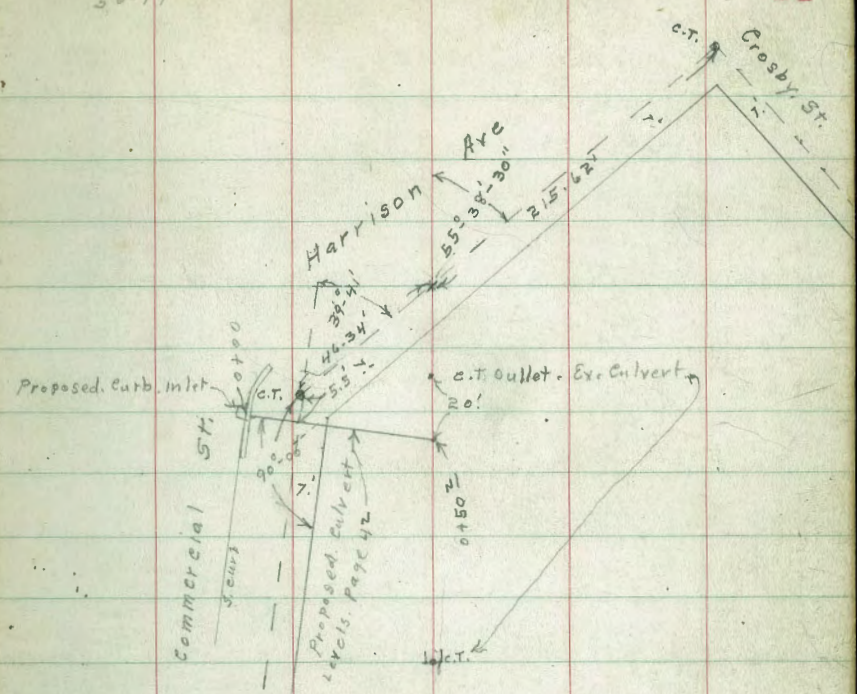 C.T.
Crosby. St.
7'
7'
Harrison Ave
55°-38'-30"
215.62'
39°-41'
46.34'
5.5'
0+00
Proposed. Curb. Inlet
C.T.
C.T. Outlet. Ex. Culvert
20'
St.
90°-00'
7'
0+50
Commercial
S. Curb
Proposed. Culvert
Levels. Page 42
C.T.